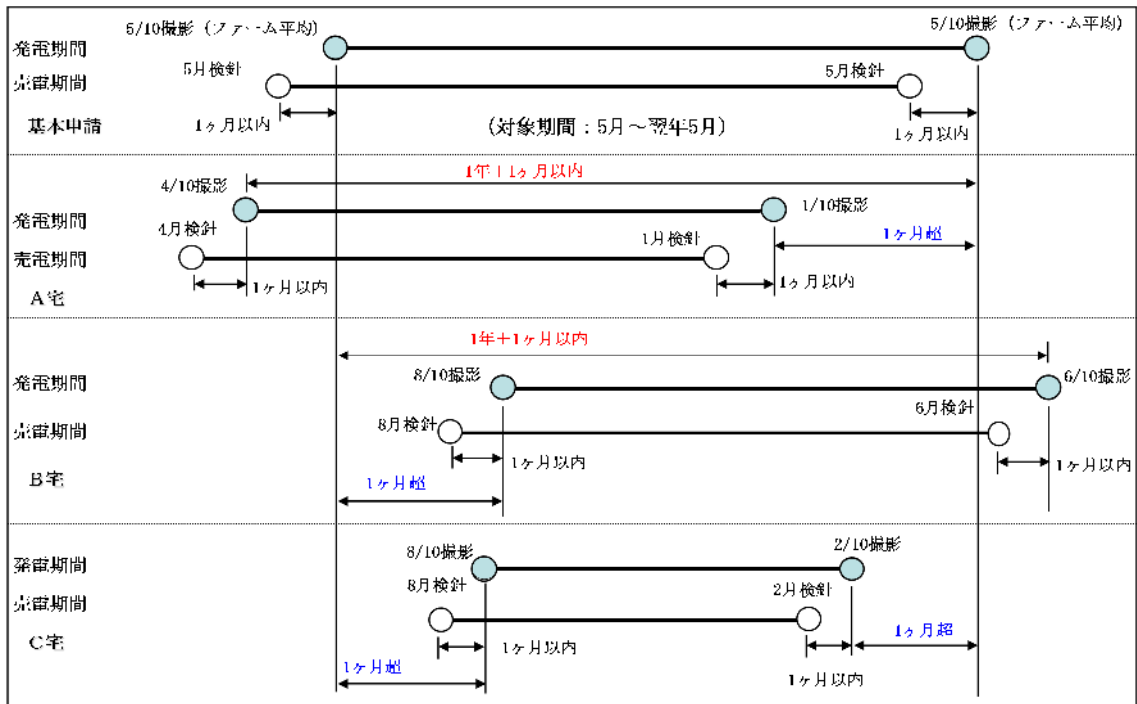 5/10撮影（ファーム平均）
5/10撮影（ファーム平均）
発電期間
5月検針
5月検針
売電期間
1ヶ月以内
基本申請
（対象期間：5月～翌年5月）
1ヶ月以内
1年＋1ヶ月以内
4/10撮影
1/10撮影
発電期間
4月検針
1月検針
1ヶ月超
売電期間
1ヶ月以内
1ヶ月以内
A宅
1年＋1ヶ月以内
8/10撮影
6/10撮影
発電期間
8月検針
6月検針
売電期間
1ヶ月以内
1ヶ月以内
B宅
1ヶ月超
8/10撮影
2/10撮影
発電期間
8月検針
2月検針
売電期間
1ヶ月超
C宅
1ヶ月以内
1ヶ月超
1ヶ月以内